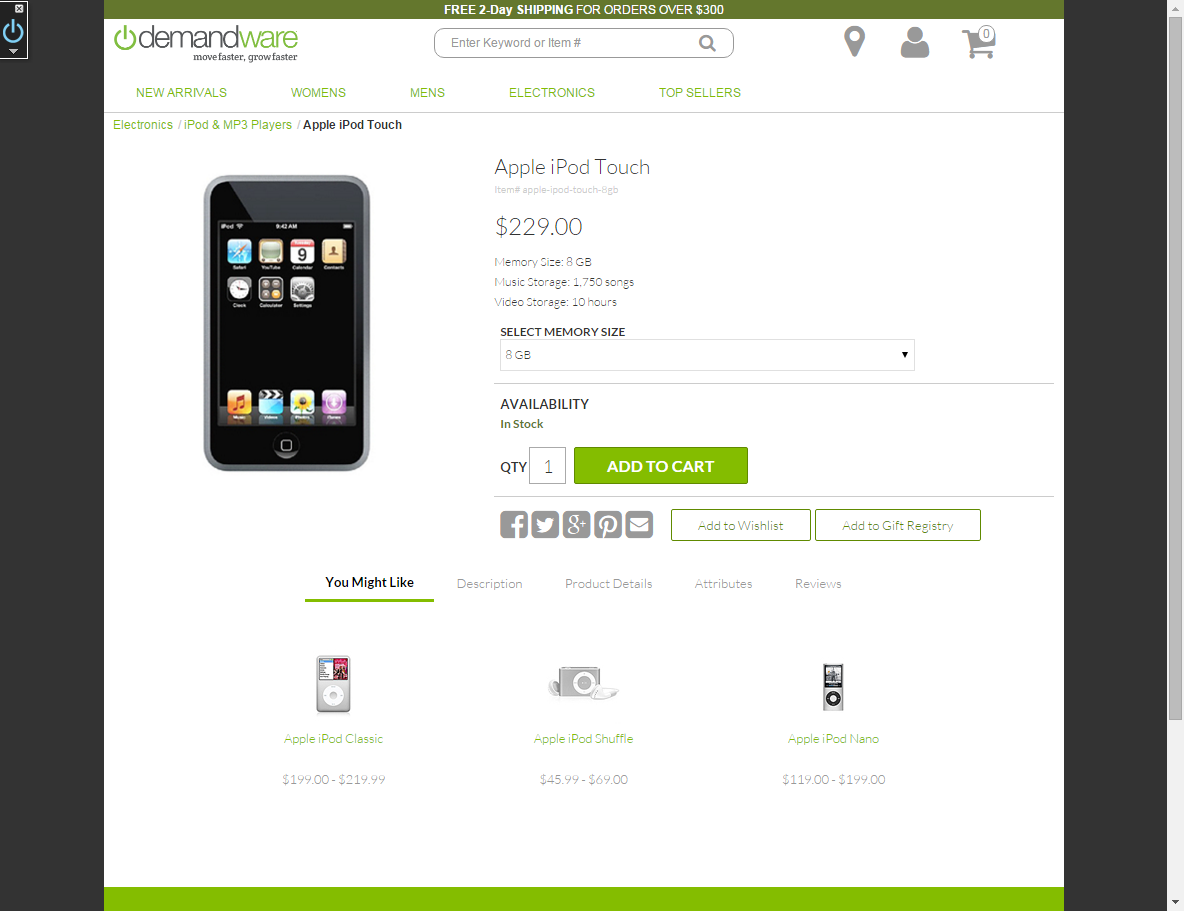 FREE 2-Day SHIPPING FOR ORDERS OVER $300
demandware
move faster, grow faster
Enter Keyword or Item #
0
NEW ARRIVALS WOMENS MENS ELECTRONICS TOP SELLERS
Electronics / iPod & MP3 Players / Apple iPod Touch
Apple iPod Touch
Item# apple-ipod-touch-8gb
$229.00
Memory Size: 8 GB
Music Storage: 1,750 songs
Video Storage: 10 hours
SELECT MEMORY SIZE
8 GB
AVAILABILITY
In Stock
QTY 1 ADD TO CART
Add to Wishlist Add to Gift Registry
iPod 9:42 AM
9
Safari YouTube Calendar Contacts
Clock Calculator Settings
Music Videos Photos iTunes
You Might Like Description Product Details Attributes Reviews
Apple iPod Classic Apple iPod Shuffle Apple iPod Nano
$199.00 - $219.99 $45.99 - $69.00 $119.00 - $199.00